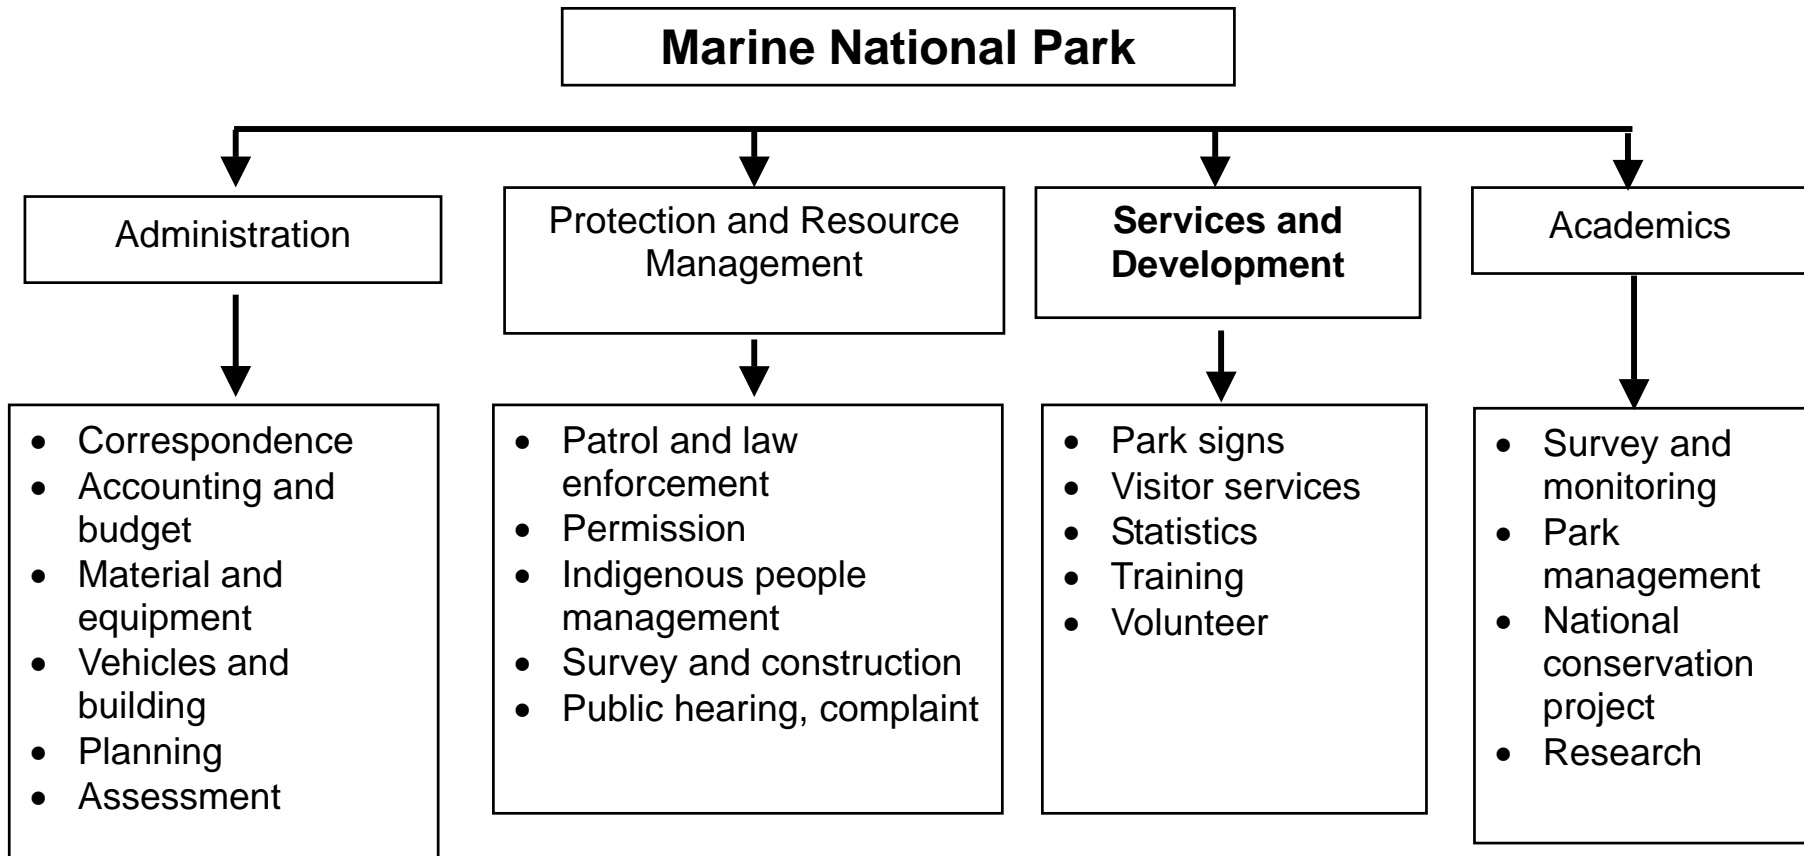 Marine National Park
Administration
Protection and Resource
Management
Services and
Development
Academics
• Correspondence
• Accounting and
budget
• Material and
equipment
• Vehicles and
building
• Planning
• Assessment
• Patrol and law
enforcement
• Permission
• Indigenous people
management
• Survey and construction
• Public hearing, complaint
• Park signs
• Visitor services
• Statistics
• Training
• Volunteer
• Survey and
monitoring
• Park
management
• National
conservation
project
• Research